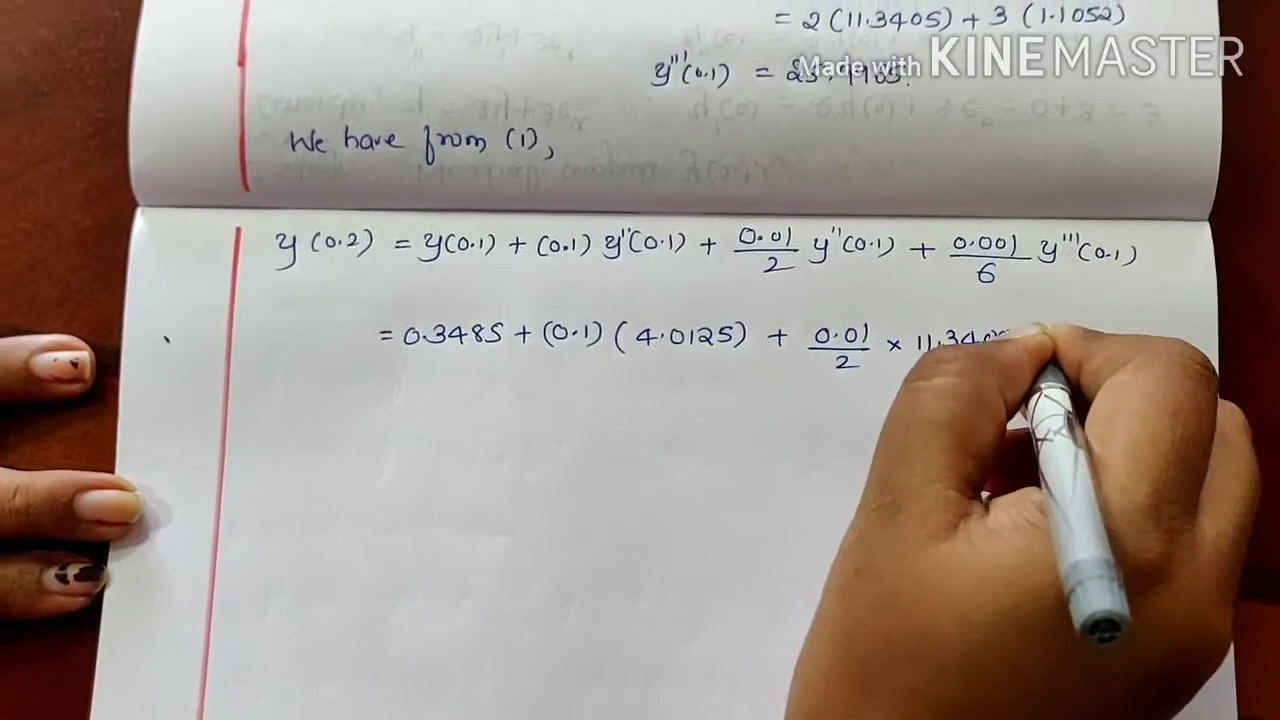 = 2 (11.3405) + 3 (1.1052)
y'''(0.1) =
Made with KINEMASTER
We have from (1),
y (0.2) = y(0.1) + (0.1) y'(0.1) + 0.01/2 y''(0.1) + 0.001/6 y'''(0.1)
= 0.3485 + (0.1) (4.0125) + 0.01/2 × 11.340